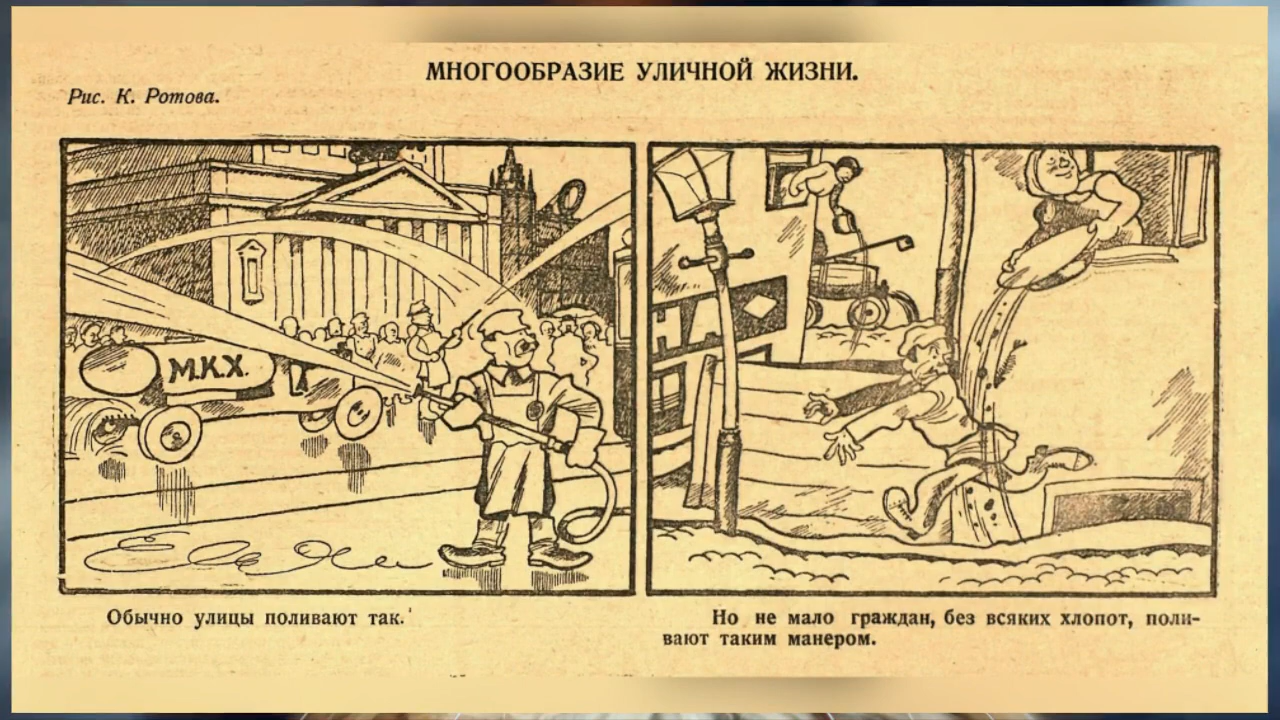 МНОГООБРАЗИЕ УЛИЧНОЙ ЖИЗНИ.
Рис. К. Ротова.
М.К.Х.
НА
Обычно улицы поливают так.
Но не мало граждан, без всяких хлопот, поли-
вают таким манером.